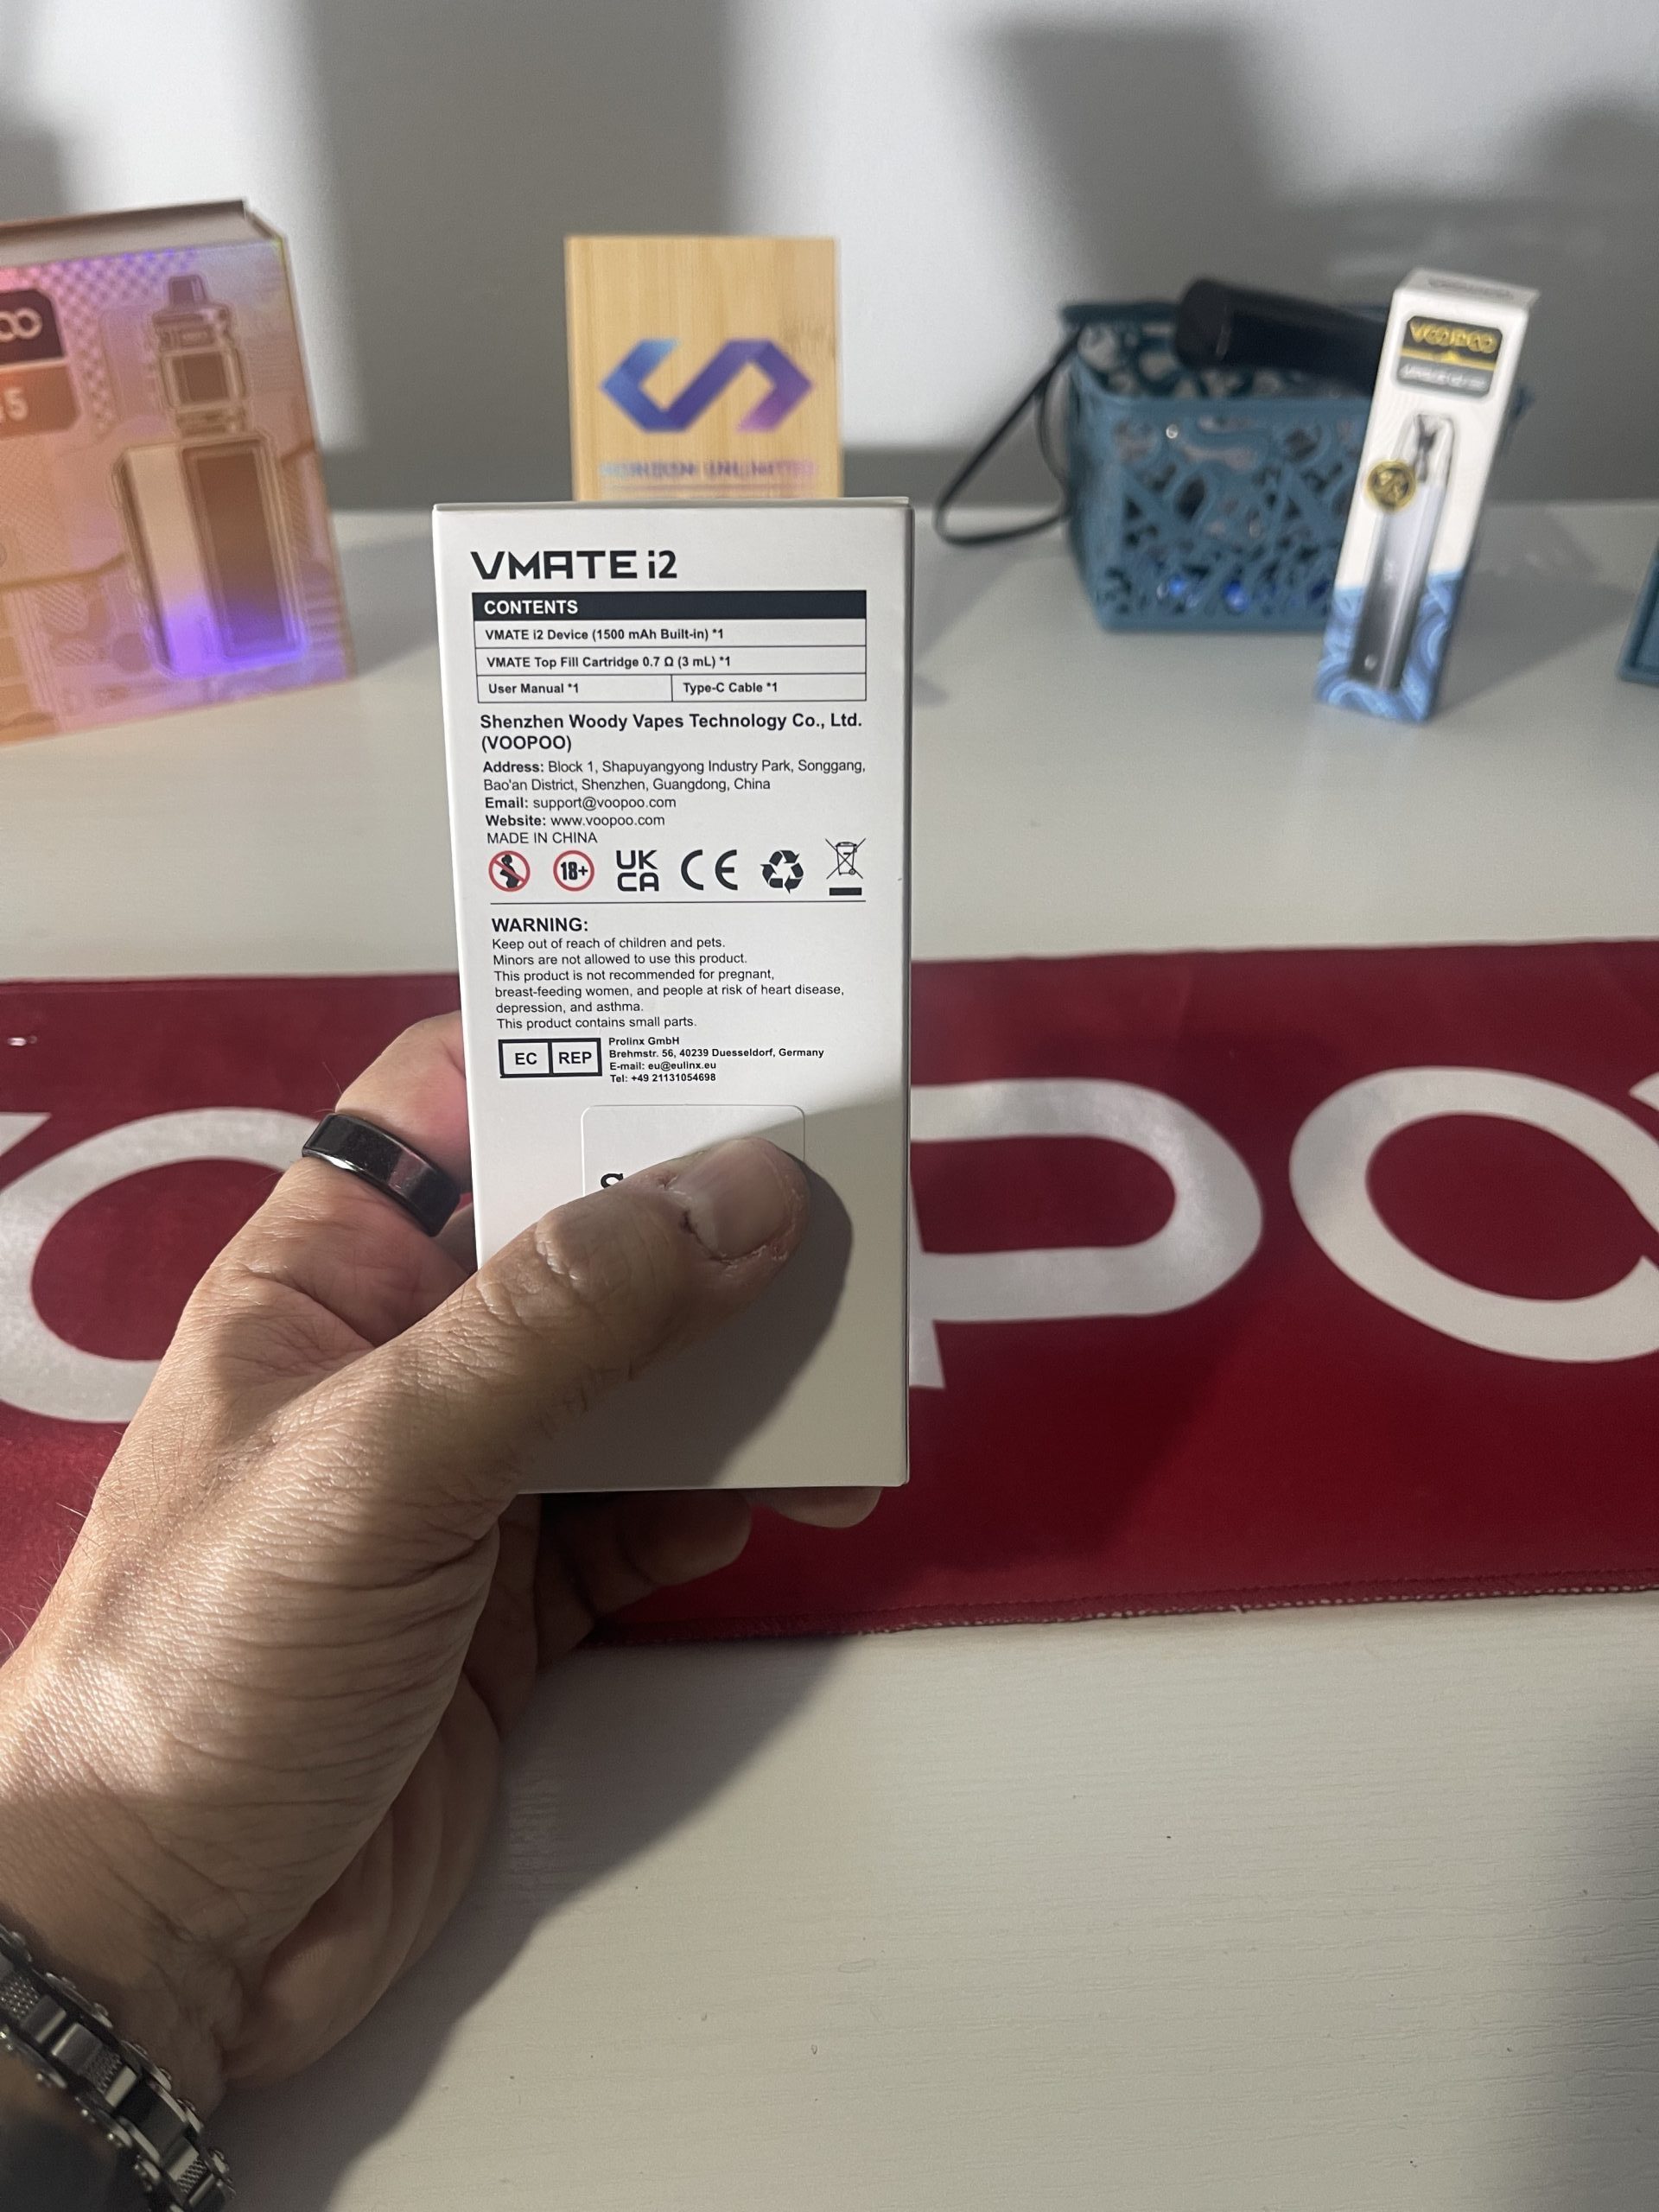 VMATE i2
CONTENTS
VMATE i2 Device (1500 mAh Built-in) *1
VMATE Top Fill Cartridge 0.7 Ω (3 mL) *1
User Manual *1
Type-C Cable *1
Shenzhen Woody Vapes Technology Co., Ltd.
(VOOPOO)
Address: Block 1, Shapuyangyong Industry Park, Songgang,
Bao'an District, Shenzhen, Guangdong, China
Email: support@voopoo.com
Website: www.voopoo.com
MADE IN CHINA
18+
UK
CA
CE
WARNING:
Keep out of reach of children and pets.
Minors are not allowed to use this product.
This product is not recommended for pregnant,
breast-feeding women, and people at risk of heart disease,
depression, and asthma.
This product contains small parts.
EC REP
Prolinx GmbH
Brehmstr. 56, 40239 Duesseldorf, Germany
E-mail: eu@eulinx.eu
Tel: +49 21131054698
HORIZON UNLIMITED
VOOPOO